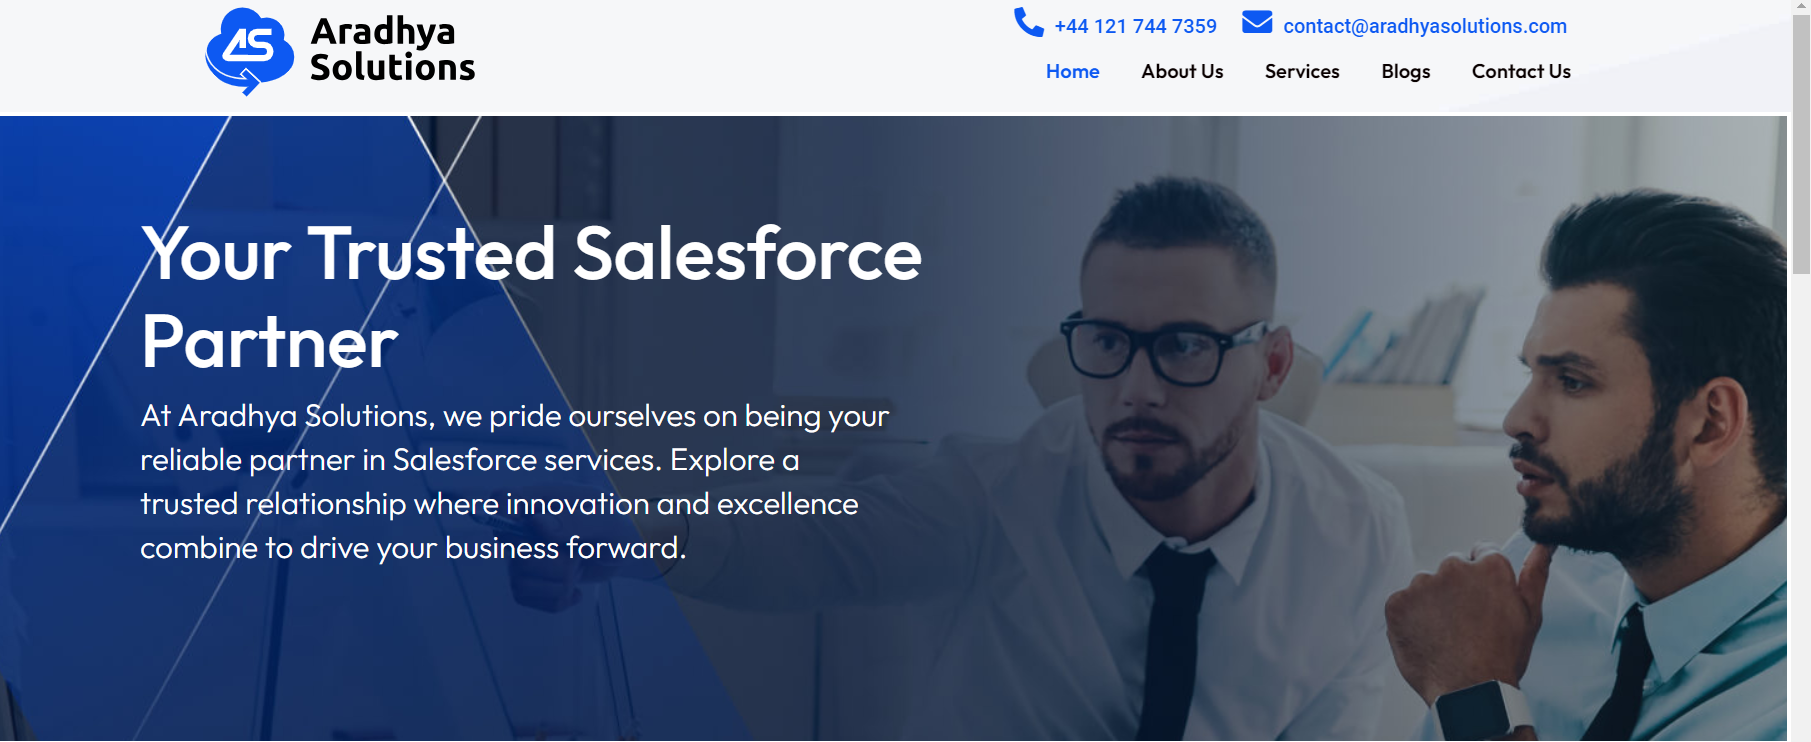 AS
Aradhya
Solutions
+44 121 744 7359 contact@aradhyasolutions.com
Home About Us Services Blogs Contact Us
Your Trusted Salesforce
Partner
At Aradhya Solutions, we pride ourselves on being your
reliable partner in Salesforce services. Explore a
trusted relationship where innovation and excellence
combine to drive your business forward.